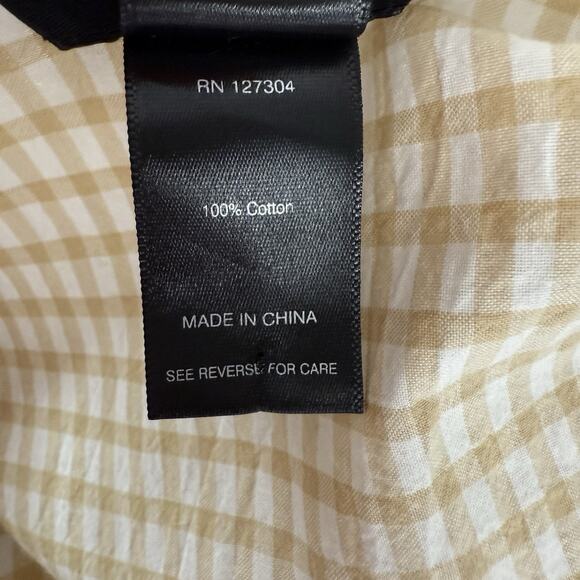 RN 127304
100% Cotton
MADE IN CHINA
SEE REVERSE FOR CARE